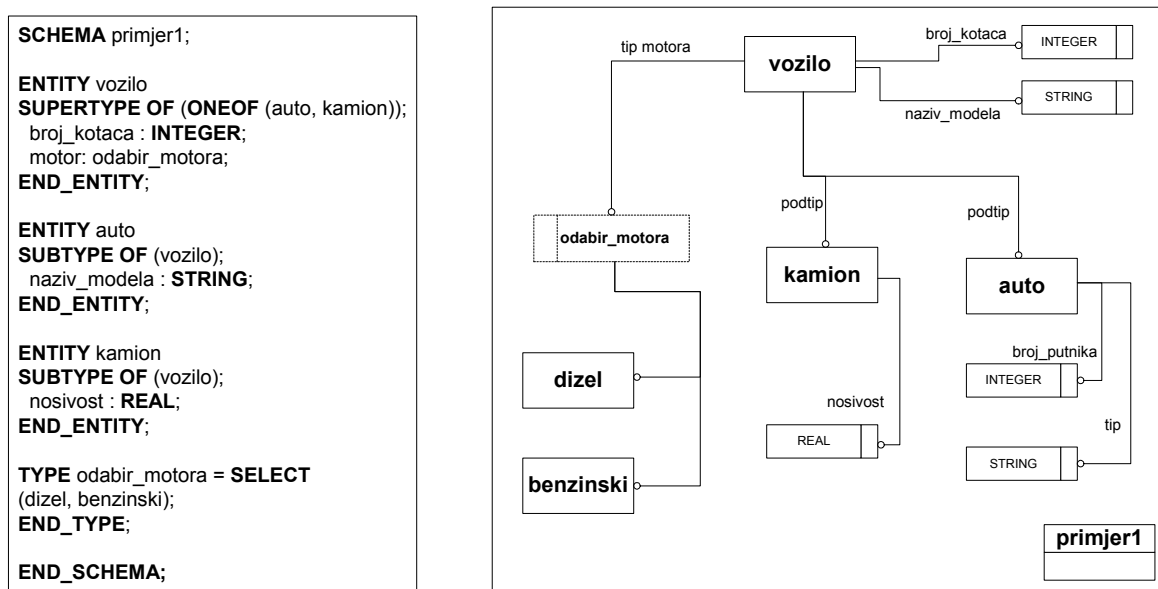 SCHEMA primjer1;
ENTITY vozilo
SUPERTYPE OF (ONEOF (auto, kamion));
broj_kotaca : INTEGER;
motor: odabir_motora;
END_ENTITY;
ENTITY auto
SUBTYPE OF (vozilo);
naziv_modela : STRING;
END_ENTITY;
ENTITY kamion
SUBTYPE OF (vozilo);
nosivost : REAL;
END_ENTITY;
TYPE odabir_motora = SELECT
(dizel, benzinski);
END_TYPE;
END_SCHEMA;
tip motora
vozilo
broj_kotaca
INTEGER
STRING
naziv_modela
odabir_motora
podtip
podtip
kamion
auto
dizel
broj_putnika
INTEGER
nosivost
tip
REAL
STRING
benzinski
primjer1